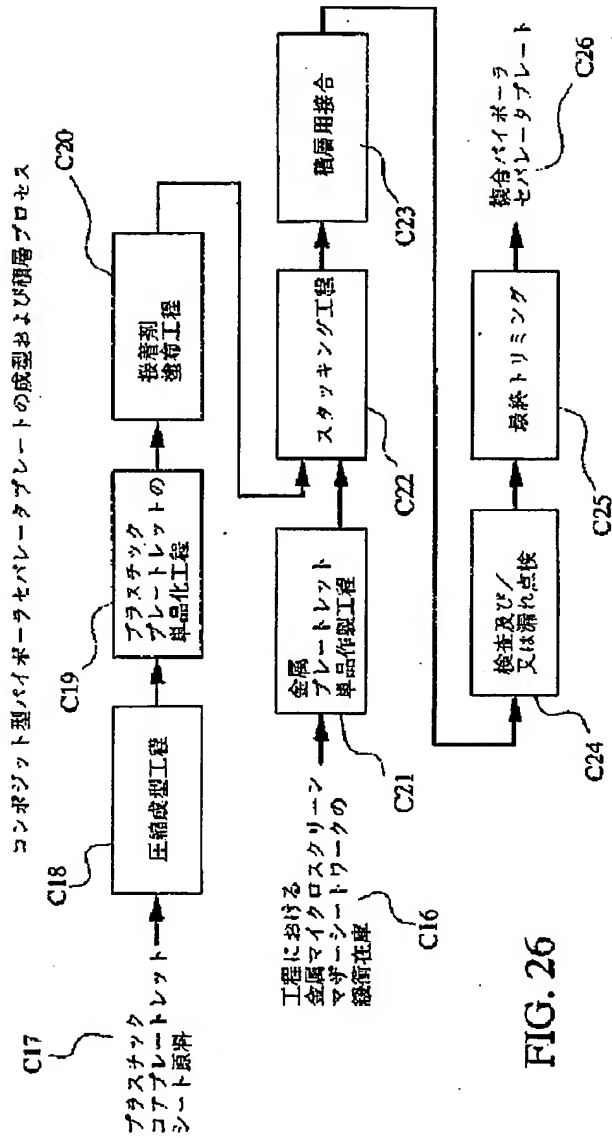 コンポジット型バイポーラセパレータプレートの成型および積層プロセス
C17
プラスチック
コアプレートレット
シート原料
C18
圧縮成型工程
C19
プラスチック
プレートレットの
単品化工程
C20
接着剤
塗布工程
工程における
金属マイクロスクリーン
マザーシートワークの
緩衝在庫
C16
金属
プレートレット
単品作製工程
C21
スタッキング工程
C22
積層用接合
C23
検査及び／
又は漏れ点検
C24
最終トリミング
C25
複合バイポーラ
セパレータプレート
C26
FIG. 26